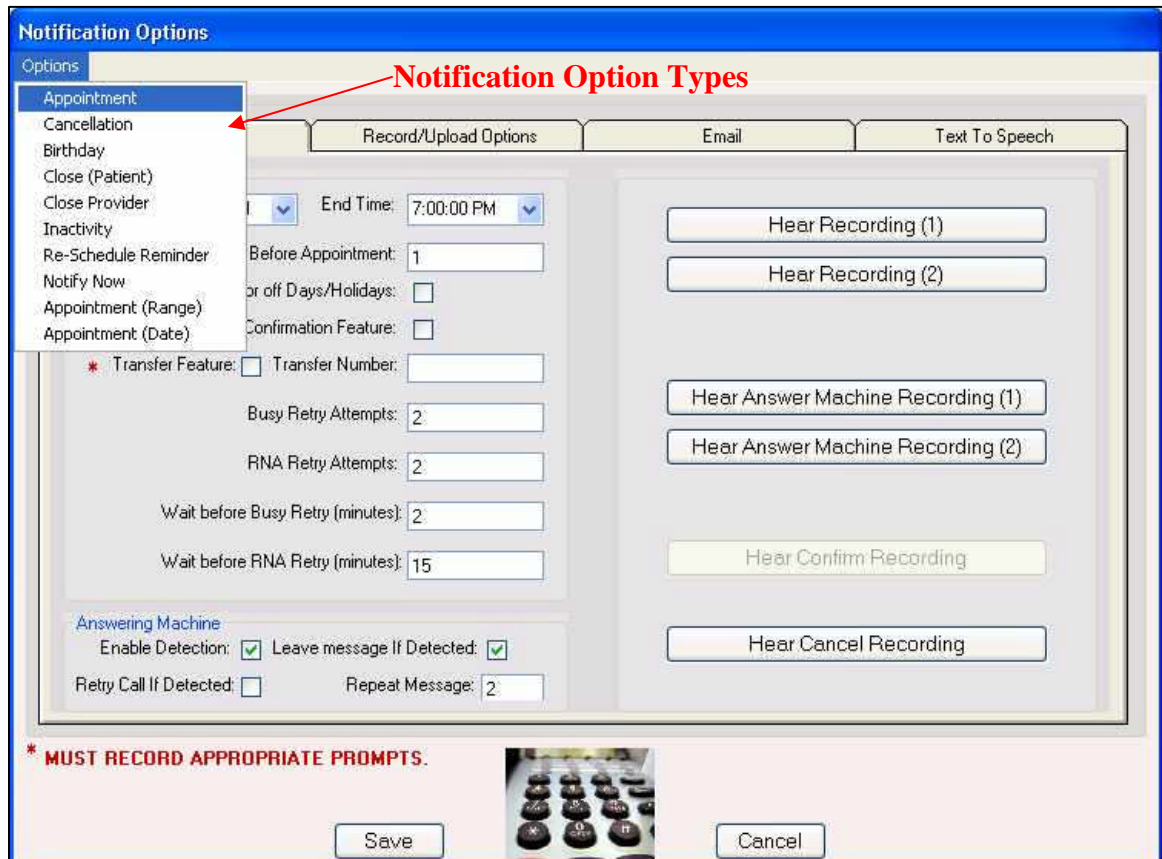 Notification Options
Options
Notification Option Types
Appointment
Cancellation
Birthday
Close (Patient)
Close Provider
Inactivity
Re-Schedule Reminder
Notify Now
Appointment (Range)
Appointment (Date)
Record/Upload Options Email Text To Speech
End Time: 7:00:00 PM
Before Appointment: 1
or off Days/Holidays:
Confirmation Feature:
* Transfer Feature: Transfer Number:
Busy Retry Attempts: 2
RNA Retry Attempts: 2
Wait before Busy Retry (minutes): 2
Wait before RNA Retry (minutes): 15
Answering Machine
Enable Detection: Leave message If Detected:
Retry Call If Detected: Repeat Message: 2
Hear Recording (1)
Hear Recording (2)
Hear Answer Machine Recording (1)
Hear Answer Machine Recording (2)
Hear Confirm Recording
Hear Cancel Recording
* MUST RECORD APPROPRIATE PROMPTS.
Save Cancel